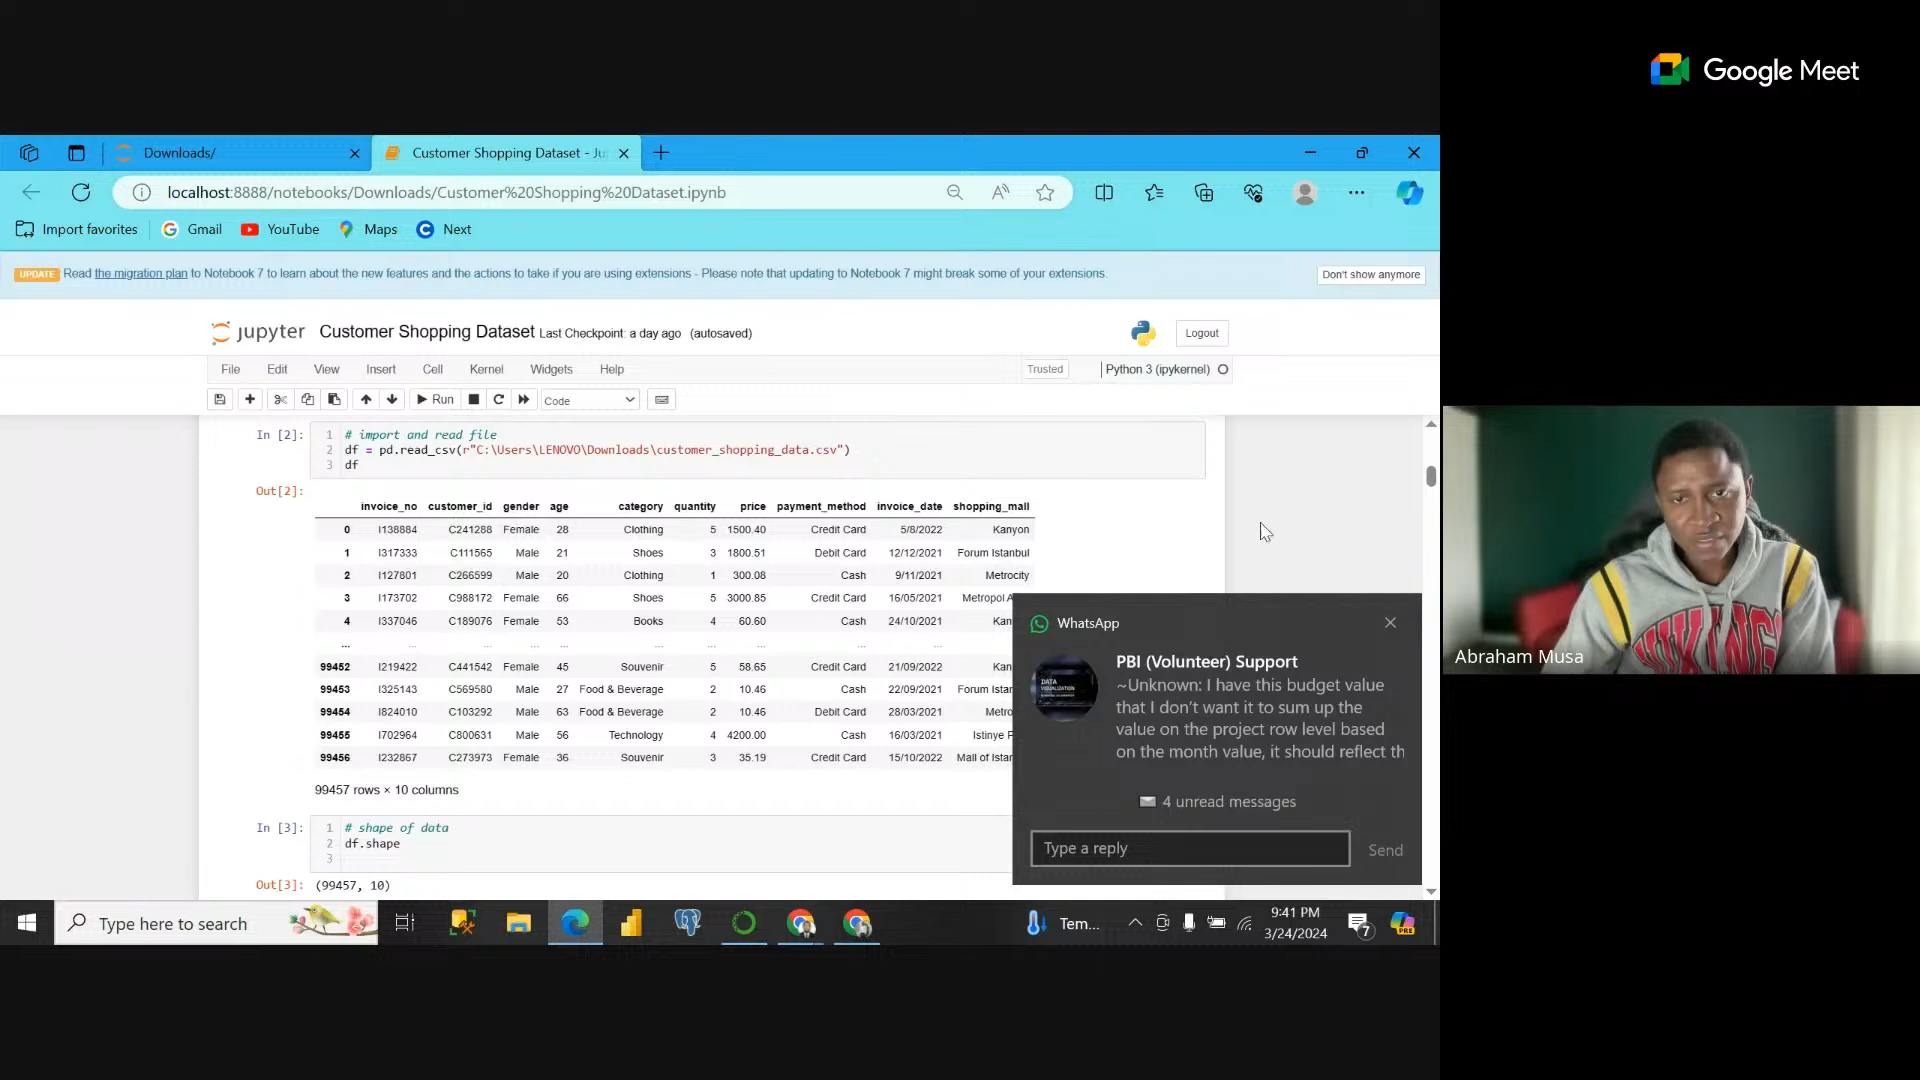 Google Meet
Downloads/
Customer Shopping Dataset - Ju
localhost:8888/notebooks/Downloads/Customer%20Shopping%20Dataset.ipynb
Import favorites
Gmail
YouTube
Maps
Next
UPDATE Read the migration plan to Notebook 7 to learn about the new features and the actions to take if you are using extensions - Please note that updating to Notebook 7 might break some of your extensions.
Don't show anymore
jupyter Customer Shopping Dataset Last Checkpoint: a day ago (autosaved)
Logout
File Edit View Insert Cell Kernel Widgets Help
Trusted
Python 3 (ipykernel)
Run
Code
In [2]:
1 # import and read file
2 df = pd.read_csv(r"C:\Users\LENOVO\Downloads\customer_shopping_data.csv")
3 df
Out[2]:
invoice_no customer_id gender age category quantity price payment_method invoice_date shopping_mall
0 I138884 C241288 Female 28 Clothing 5 1500.40 Credit Card 5/8/2022 Kanyon
1 I317333 C111565 Male 21 Shoes 3 1800.51 Debit Card 12/12/2021 Forum Istanbul
2 I127801 C266599 Male 20 Clothing 1 300.08 Cash 9/11/2021 Metrocity
3 I173702 C988172 Female 66 Shoes 5 3000.85 Credit Card 16/05/2021 Metropol A
4 I337046 C189076 Female 53 Books 4 60.60 Cash 24/10/2021 Kan
... ... ... ... ... ... ... ... ... ...
99452 I219422 C441542 Female 45 Souvenir 5 58.65 Credit Card 21/09/2022 Kan
99453 I325143 C569580 Male 27 Food & Beverage 2 10.46 Cash 22/09/2021 Forum Istan
99454 I824010 C103292 Male 63 Food & Beverage 2 10.46 Debit Card 28/03/2021 Metro
99455 I702964 C800631 Male 56 Technology 4 4200.00 Cash 16/03/2021 Istinye P
99456 I232867 C273973 Female 36 Souvenir 3 35.19 Credit Card 15/10/2022 Mall of Istan
99457 rows × 10 columns
In [3]:
1 # shape of data
2 df.shape
3
Out[3]: (99457, 10)
WhatsApp
DATA
VISUALIZATION
PBI (Volunteer) Support
~Unknown: I have this budget value
that I don't want it to sum up the
value on the project row level based
on the month value, it should reflect th
4 unread messages
Type a reply
Send
Abraham Musa
Type here to search
Tem...
9:41 PM
3/24/2024
7
PRE